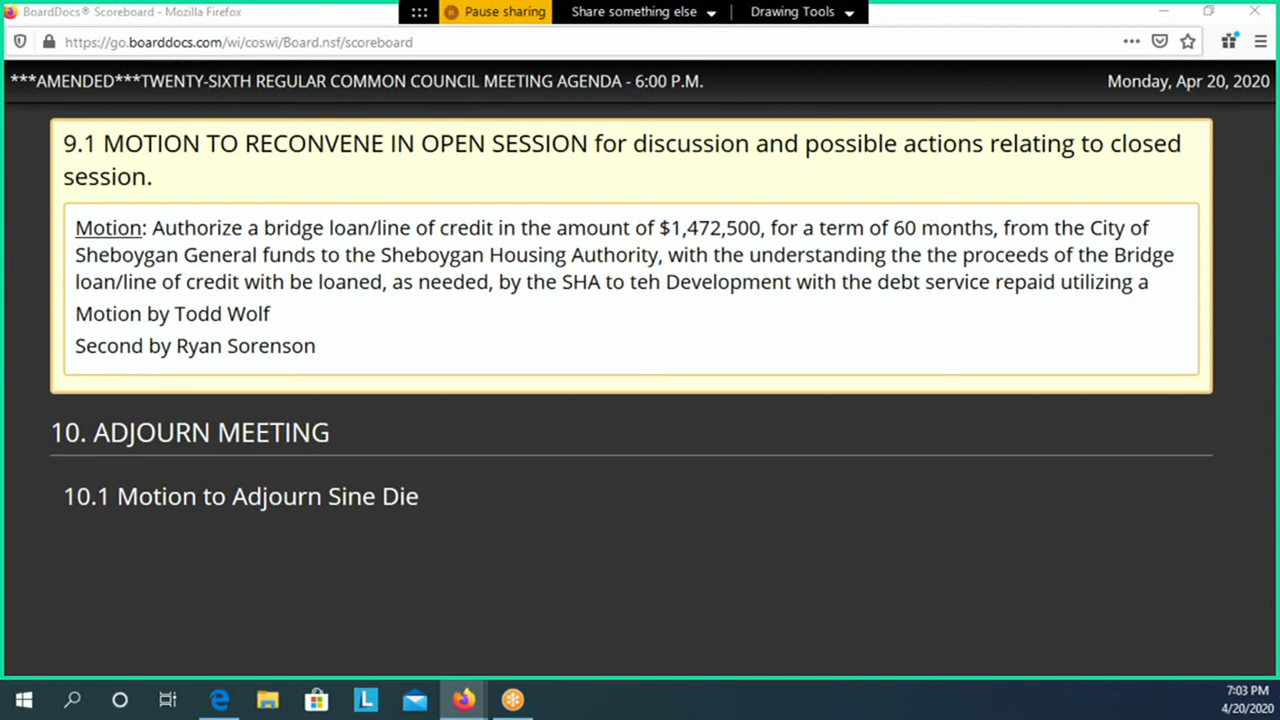 BoardDocs® Scoreboard - Mozilla Firefox
Pause sharing
Share something else
Drawing Tools
https://go.boarddocs.com/wi/coswi/Board.nsf/scoreboard
***AMENDED***TWENTY-SIXTH REGULAR COMMON COUNCIL MEETING AGENDA - 6:00 P.M.
Monday, Apr 20, 2020
9.1 MOTION TO RECONVENE IN OPEN SESSION for discussion and possible actions relating to closed
session.
Motion: Authorize a bridge loan/line of credit in the amount of $1,472,500, for a term of 60 months, from the City of
Sheboygan General funds to the Sheboygan Housing Authority, with the understanding the the proceeds of the Bridge
loan/line of credit with be loaned, as needed, by the SHA to teh Development with the debt service repaid utilizing a
Motion by Todd Wolf
Second by Ryan Sorenson
10. ADJOURN MEETING
10.1 Motion to Adjourn Sine Die
L
7:03 PM
4/20/2020